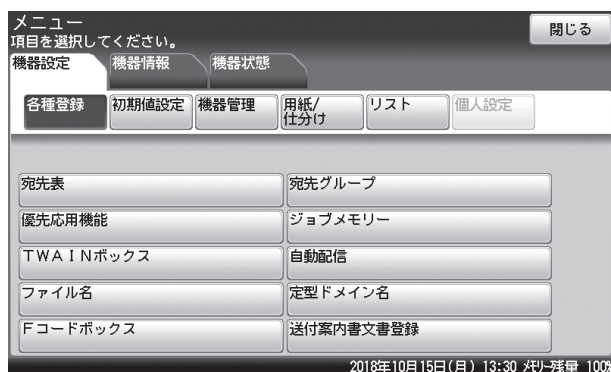 メニュー
項目を選択してください。
閉じる
機器設定 機器情報 機器状態
各種登録 初期値設定 機器管理 用紙/
仕分け リスト 個人設定
宛先表 宛先グループ
優先応用機能 ジョブメモリー
TWAINボックス 自動配信
ファイル名 定型ドメイン名
Fコードボックス 送付案内書文書登録
2018年10月15日(月) 13:30 メモリー残量 100%